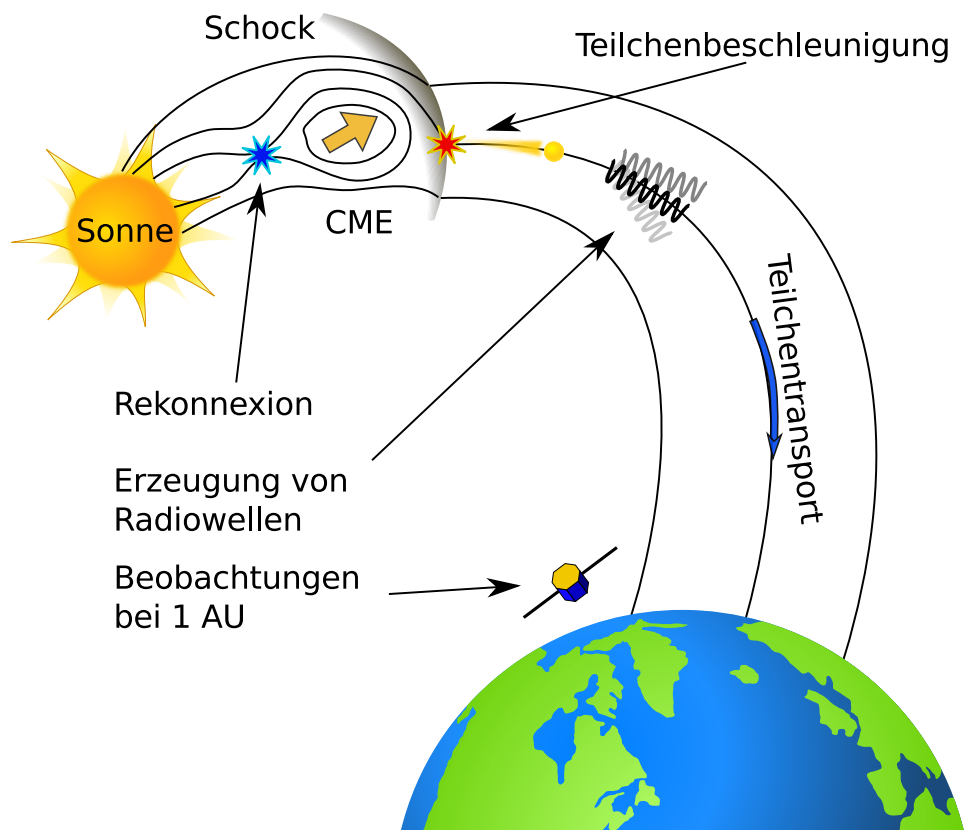 Schock
Teilchenbeschleunigung
Sonne
CME
Teilchentransport
Rekonnexion
Erzeugung von
Radiowellen
Beobachtungen
bei 1 AU